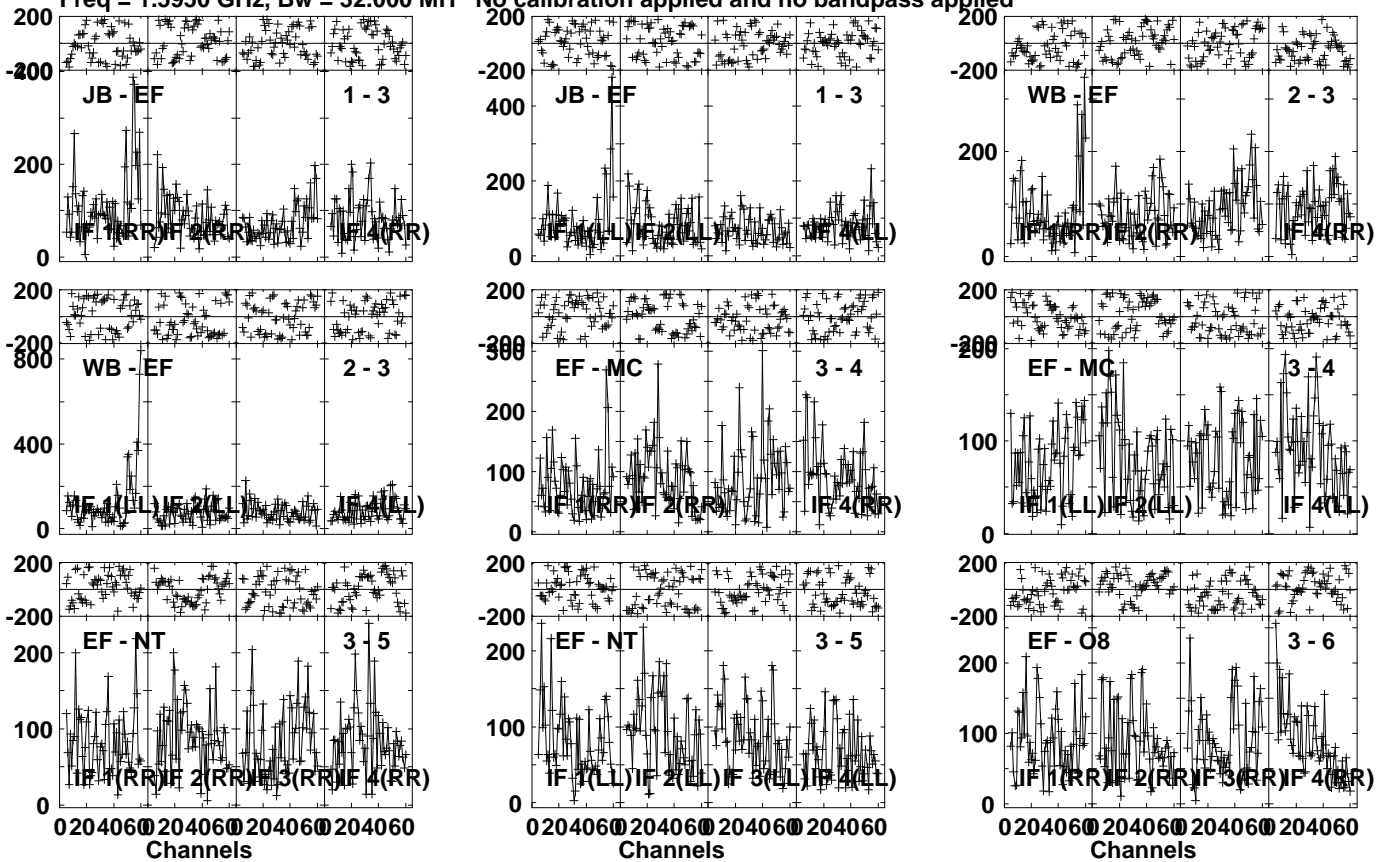 Freq = 1.5950 GHz, Bw = 32.000 MH No calibration applied and no bandpass applied
200
-200
400
JB - EF 1 - 3
200
0
IF 1(RR) IF 2(RR) IF 4(RR)
200
-200
JB - EF 1 - 3
400
200
0
IF 1(LL) IF 2(LL) IF 4(LL)
200
-200
WB - EF 2 - 3
200
0
IF 1(RR) IF 2(RR) IF 4(RR)
200
-200
800
WB - EF 2 - 3
400
0
IF 1(LL) IF 2(LL) IF 4(LL)
200
-200
300
EF - MC 3 - 4
200
100
0
IF 1(RR) IF 2(RR) IF 4(RR)
200
-200
200
EF - MC 3 - 4
100
0
IF 1(LL) IF 2(LL) IF 4(LL)
200
-200
EF - NT 3 - 5
200
100
0
IF 1(RR) IF 2(RR) IF 3(RR) IF 4(RR)
0 20 40 60 0 20 40 60 0 20 40 60 0 20 40 60
Channels
200
-200
EF - NT 3 - 5
200
100
0
IF 1(LL) IF 2(LL) IF 3(LL) IF 4(LL)
0 20 40 60 0 20 40 60 0 20 40 60 0 20 40 60
Channels
200
-200
EF - O8 3 - 6
200
100
0
IF 1(RR) IF 2(RR) IF 3(RR) IF 4(RR)
0 20 40 60 0 20 40 60 0 20 40 60 0 20 40 60
Channels